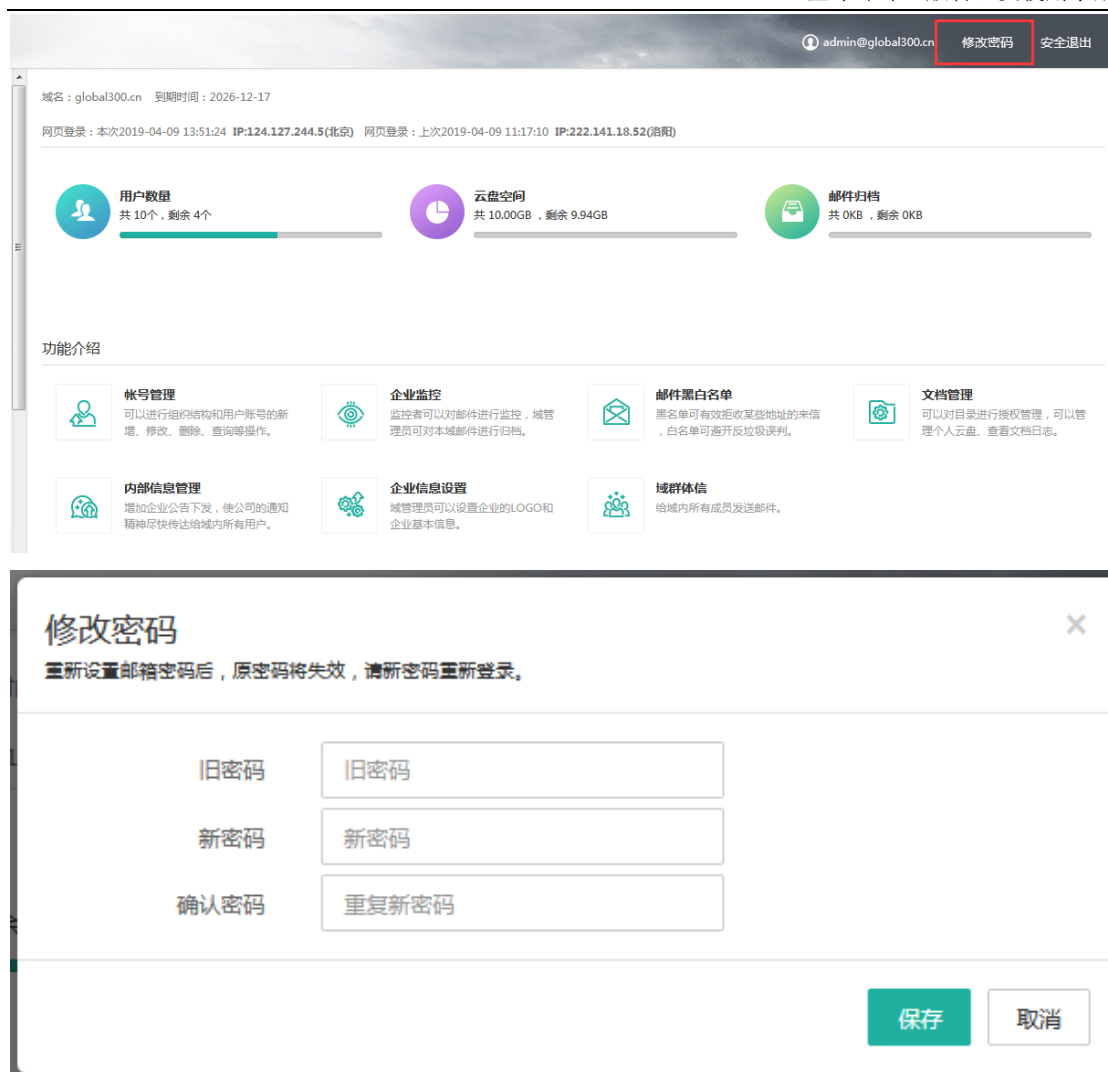 admin@global300.cn 修改密码 安全退出
域名：global300.cn 到期时间：2026-12-17
网页登录：本次2019-04-09 13:51:24 IP:124.127.244.5(北京) 网页登录：上次2019-04-09 11:17:10 IP:222.141.18.52(洛阳)
用户数量
共 10个，剩余 4个
云盘空间
共 10.00GB ，剩余 9.94GB
邮件归档
共 0KB ，剩余 0KB
功能介绍
帐号管理
可以进行组织结构和用户账号的新
增、修改、删除、查询等操作。
企业监控
监控者可以对邮件进行监控，域管
理员可对本域邮件进行归档。
邮件黑白名单
黑名单可有效拒收某些地址的来信
，白名单可避开反垃圾误判。
文档管理
可以对目录进行授权管理，可以管
理个人云盘、查看文档日志。
内部信息管理
增加企业公告下发，使公司的通知
精神尽快传达给域内所有用户。
企业信息设置
域管理员可以设置企业的LOGO和
企业基本信息。
域群体信
给域内所有成员发送邮件。
修改密码
重新设置邮箱密码后，原密码将失效，请新密码重新登录。
旧密码 旧密码
新密码 新密码
确认密码 重复新密码
保存 取消